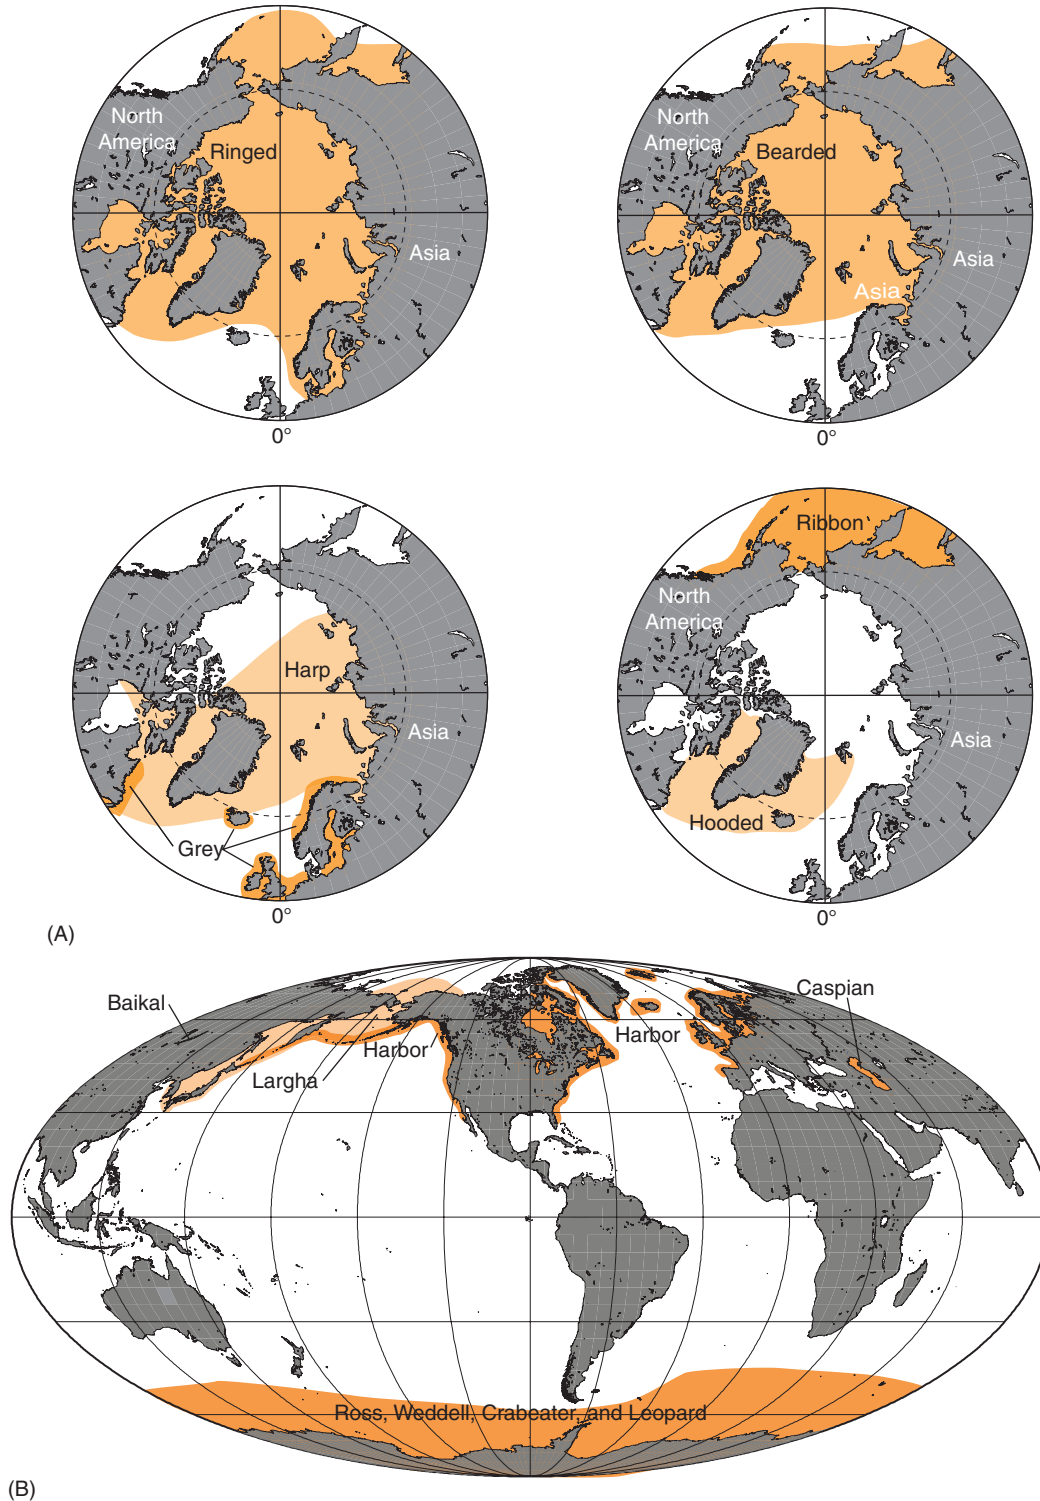 North
America
Ringed
Asia
0°
North
America
Bearded
Asia
Asia
0°
Harp
Asia
Grey
0°
Ribbon
North
America
Asia
Hooded
0°
(A)
Baikal
Caspian
Harbor
Harbor
Largha
Ross, Weddell, Crabeater, and Leopard
(B)